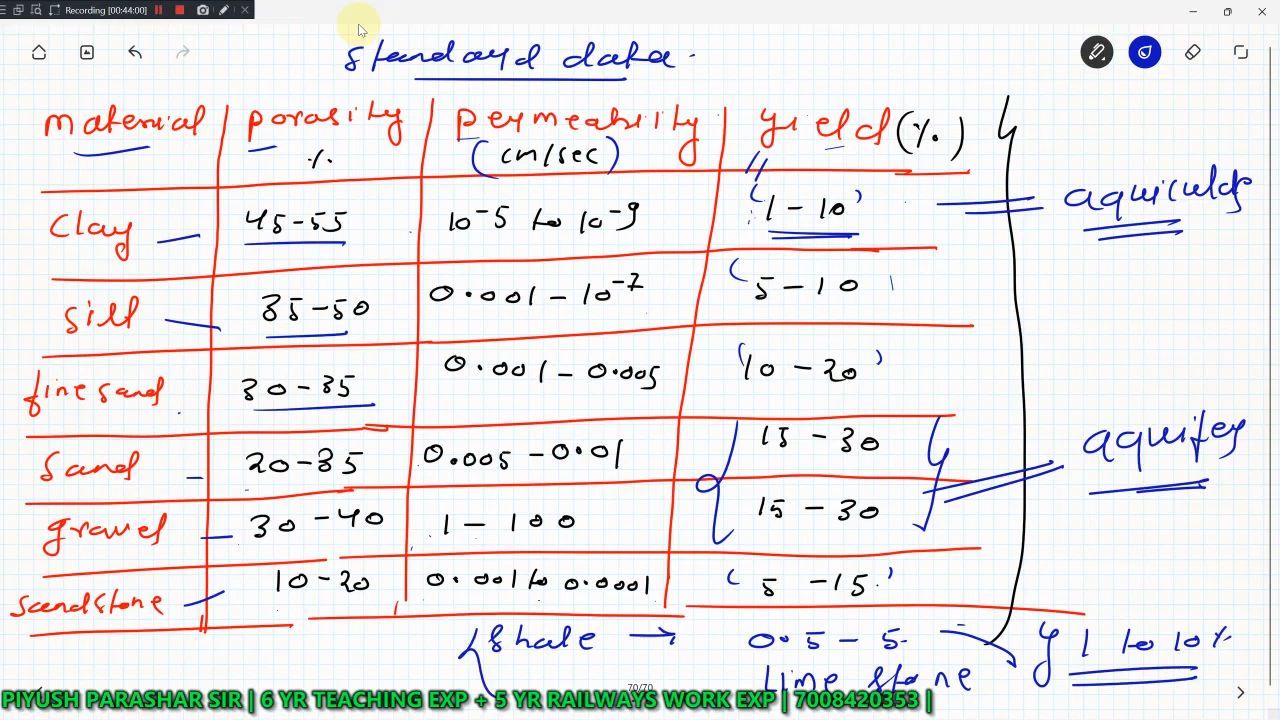 Recording [00:44:00]
standard data.
material porosity permeability yield (%)
% (cm/sec)
clay 45-55 10-5 to 10-9 (1-10) aquiclude
silt 35-50 0.001-10-7 (5-10)
fine sand 30-35 0.001-0.005 (10-20)
sand 20-35 0.005-0.01 15-30 aquifer
gravel 30-40 1-100 15-30
sandstone 10-20 0.001 to 0.0001 (5-15)
shale → 0.5-5 y 1 to 10%
lime stone
70/70
PIYUSH PARASHAR SIR | 6 YR TEACHING EXP + 5 YR RAILWAYS WORK EXP | 7008420353 |